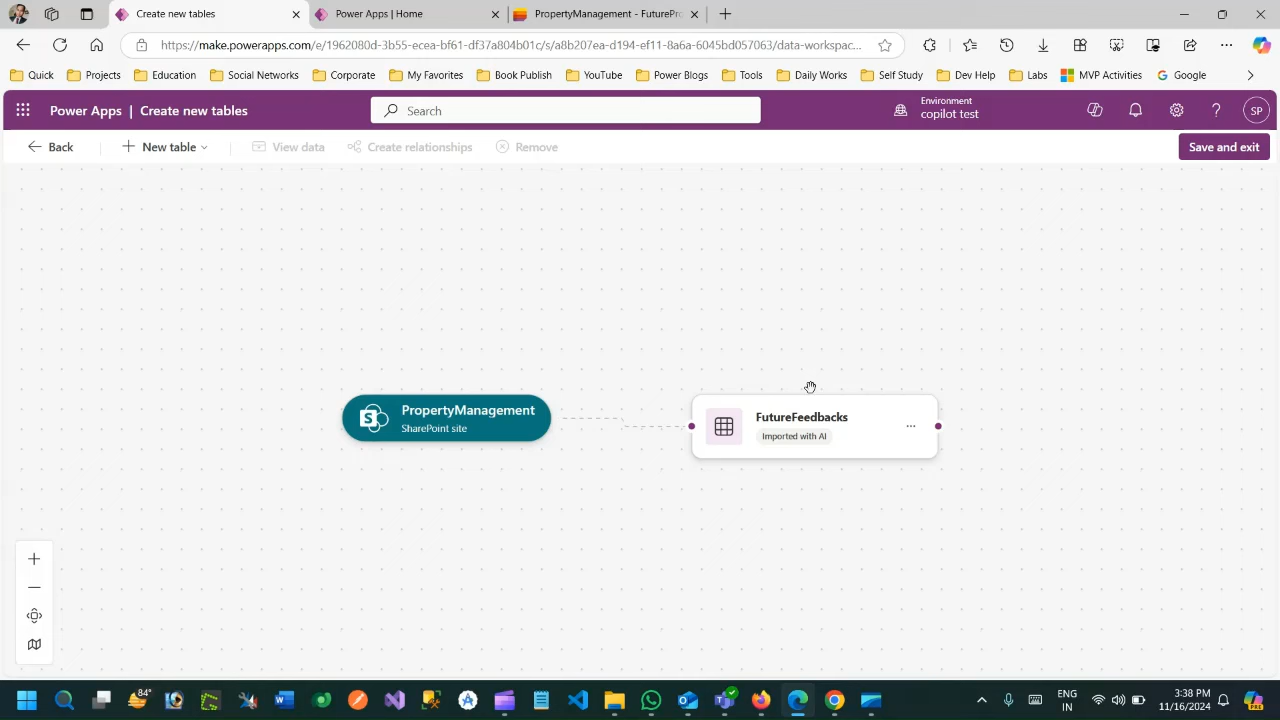 Create new tables
Power Apps | Home
PropertyManagement - FuturePro
https://make.powerapps.com/e/1962080d-3b55-ecea-bf61-df37a804b01c/s/acb207ea-d194-ef11-8a6a-6045bd057063/data-workspac...
Quick
Projects
Education
Social Networks
Corporate
My Favorites
Book Publish
YouTube
Power Blogs
Tools
Daily Works
Self Study
Dev Help
Labs
MVP Activities
Google
Power Apps | Create new tables
Search
Environment
copilot test
SP
Back
New table
View data
Create relationships
Remove
Save and exit
PropertyManagement
SharePoint site
FutureFeedbacks
Imported with AI
84°
ENG
IN
3:38 PM
11/16/2024